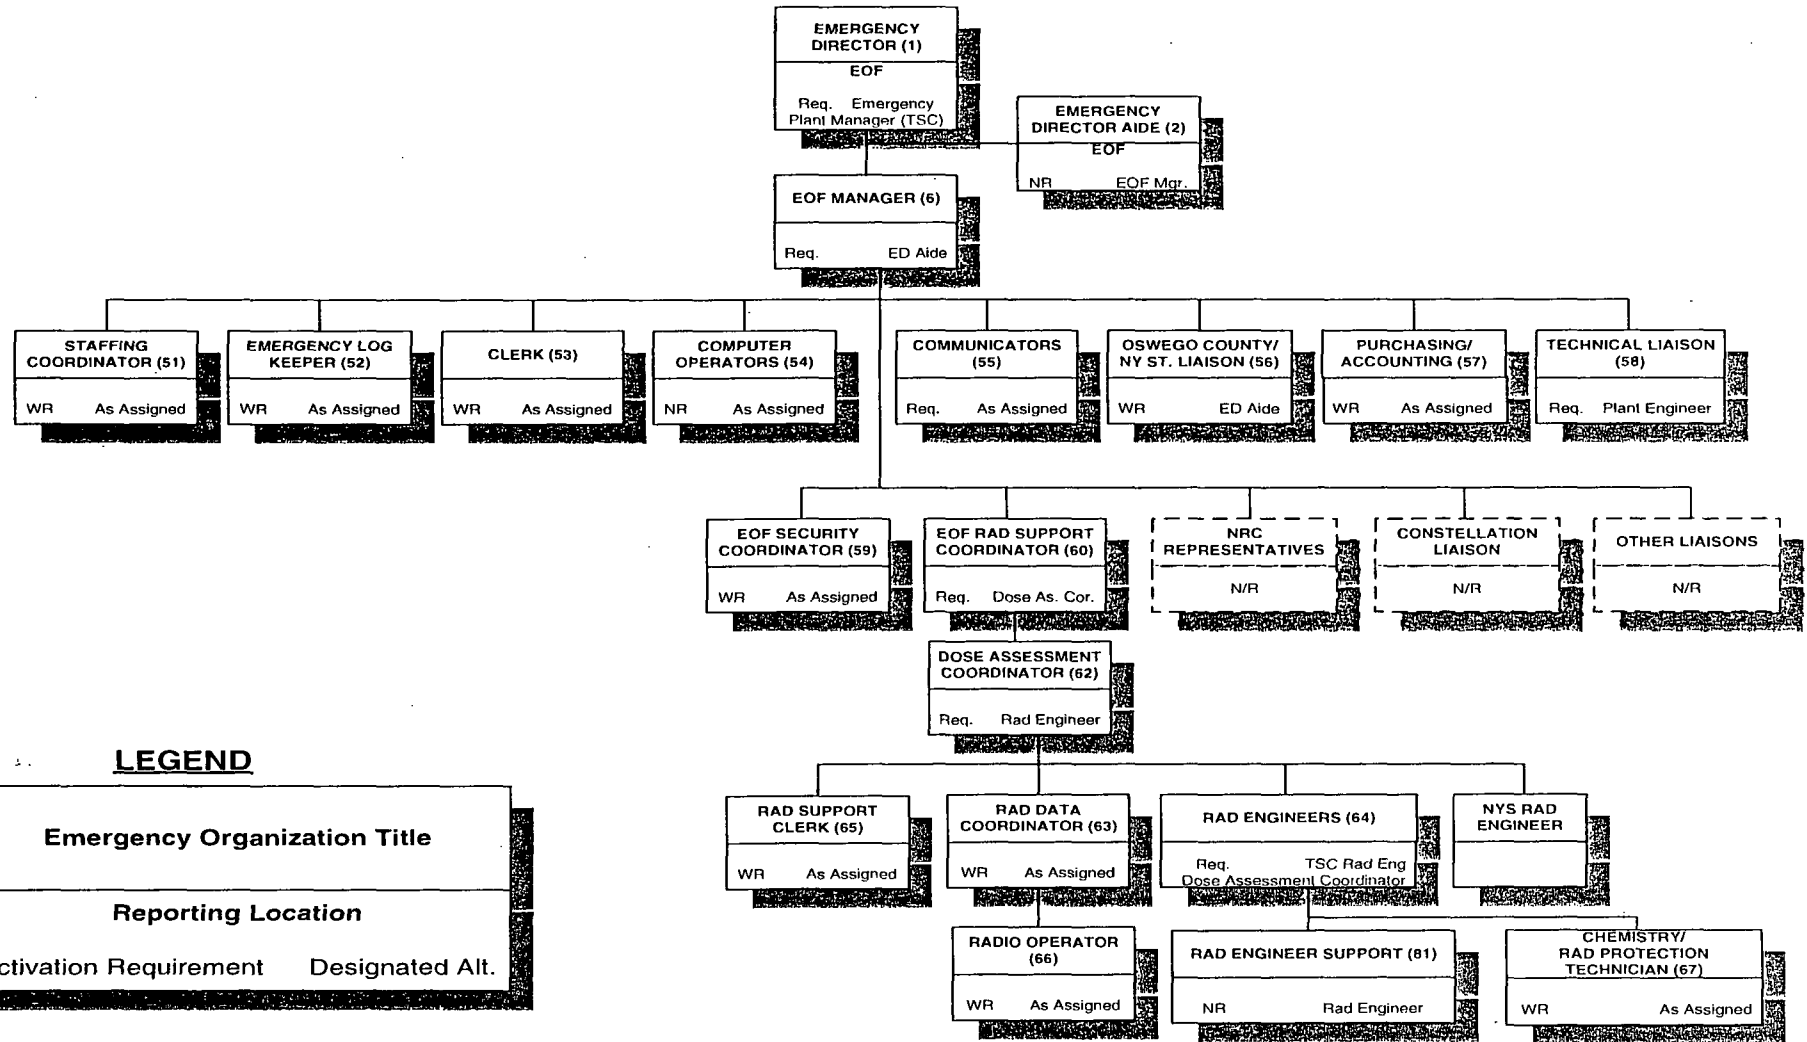 EMERGENCY
DIRECTOR (1)
EOF
Req. Emergency
Plant Manager (TSC)
EMERGENCY
DIRECTOR AIDE (2)
EOF
NR EOF Mgr.
EOF MANAGER (6)
Req. ED Aide
STAFFING
COORDINATOR (51)
WR As Assigned
EMERGENCY LOG
KEEPER (52)
WR As Assigned
CLERK (53)
WR As Assigned
COMPUTER
OPERATORS (54)
NR As Assigned
COMMUNICATORS
(55)
Req. As Assigned
OSWEGO COUNTY/
NY ST. LIAISON (56)
WR ED Aide
PURCHASING/
ACCOUNTING (57)
WR As Assigned
TECHNICAL LIAISON
(58)
Req. Plant Engineer
EOF SECURITY
COORDINATOR (59)
WR As Assigned
EOF RAD SUPPORT
COORDINATOR (60)
Req. Dose As. Cor.
NRC
REPRESENTATIVES
N/R
CONSTELLATION
LIAISON
N/R
OTHER LIAISONS
N/R
DOSE ASSESSMENT
COORDINATOR (62)
Req. Rad Engineer
RAD SUPPORT
CLERK (65)
WR As Assigned
RAD DATA
COORDINATOR (63)
WR As Assigned
RAD ENGINEERS (64)
Req. TSC Rad Eng
Dose Assessment Coordinator
NYS RAD
ENGINEER
RADIO OPERATOR
(66)
WR As Assigned
RAD ENGINEER SUPPORT (81)
NR Rad Engineer
CHEMISTRY/
RAD PROTECTION
TECHNICIAN (67)
WR As Assigned
LEGEND
Emergency Organization Title
Reporting Location
ctivation Requirement Designated Alt.